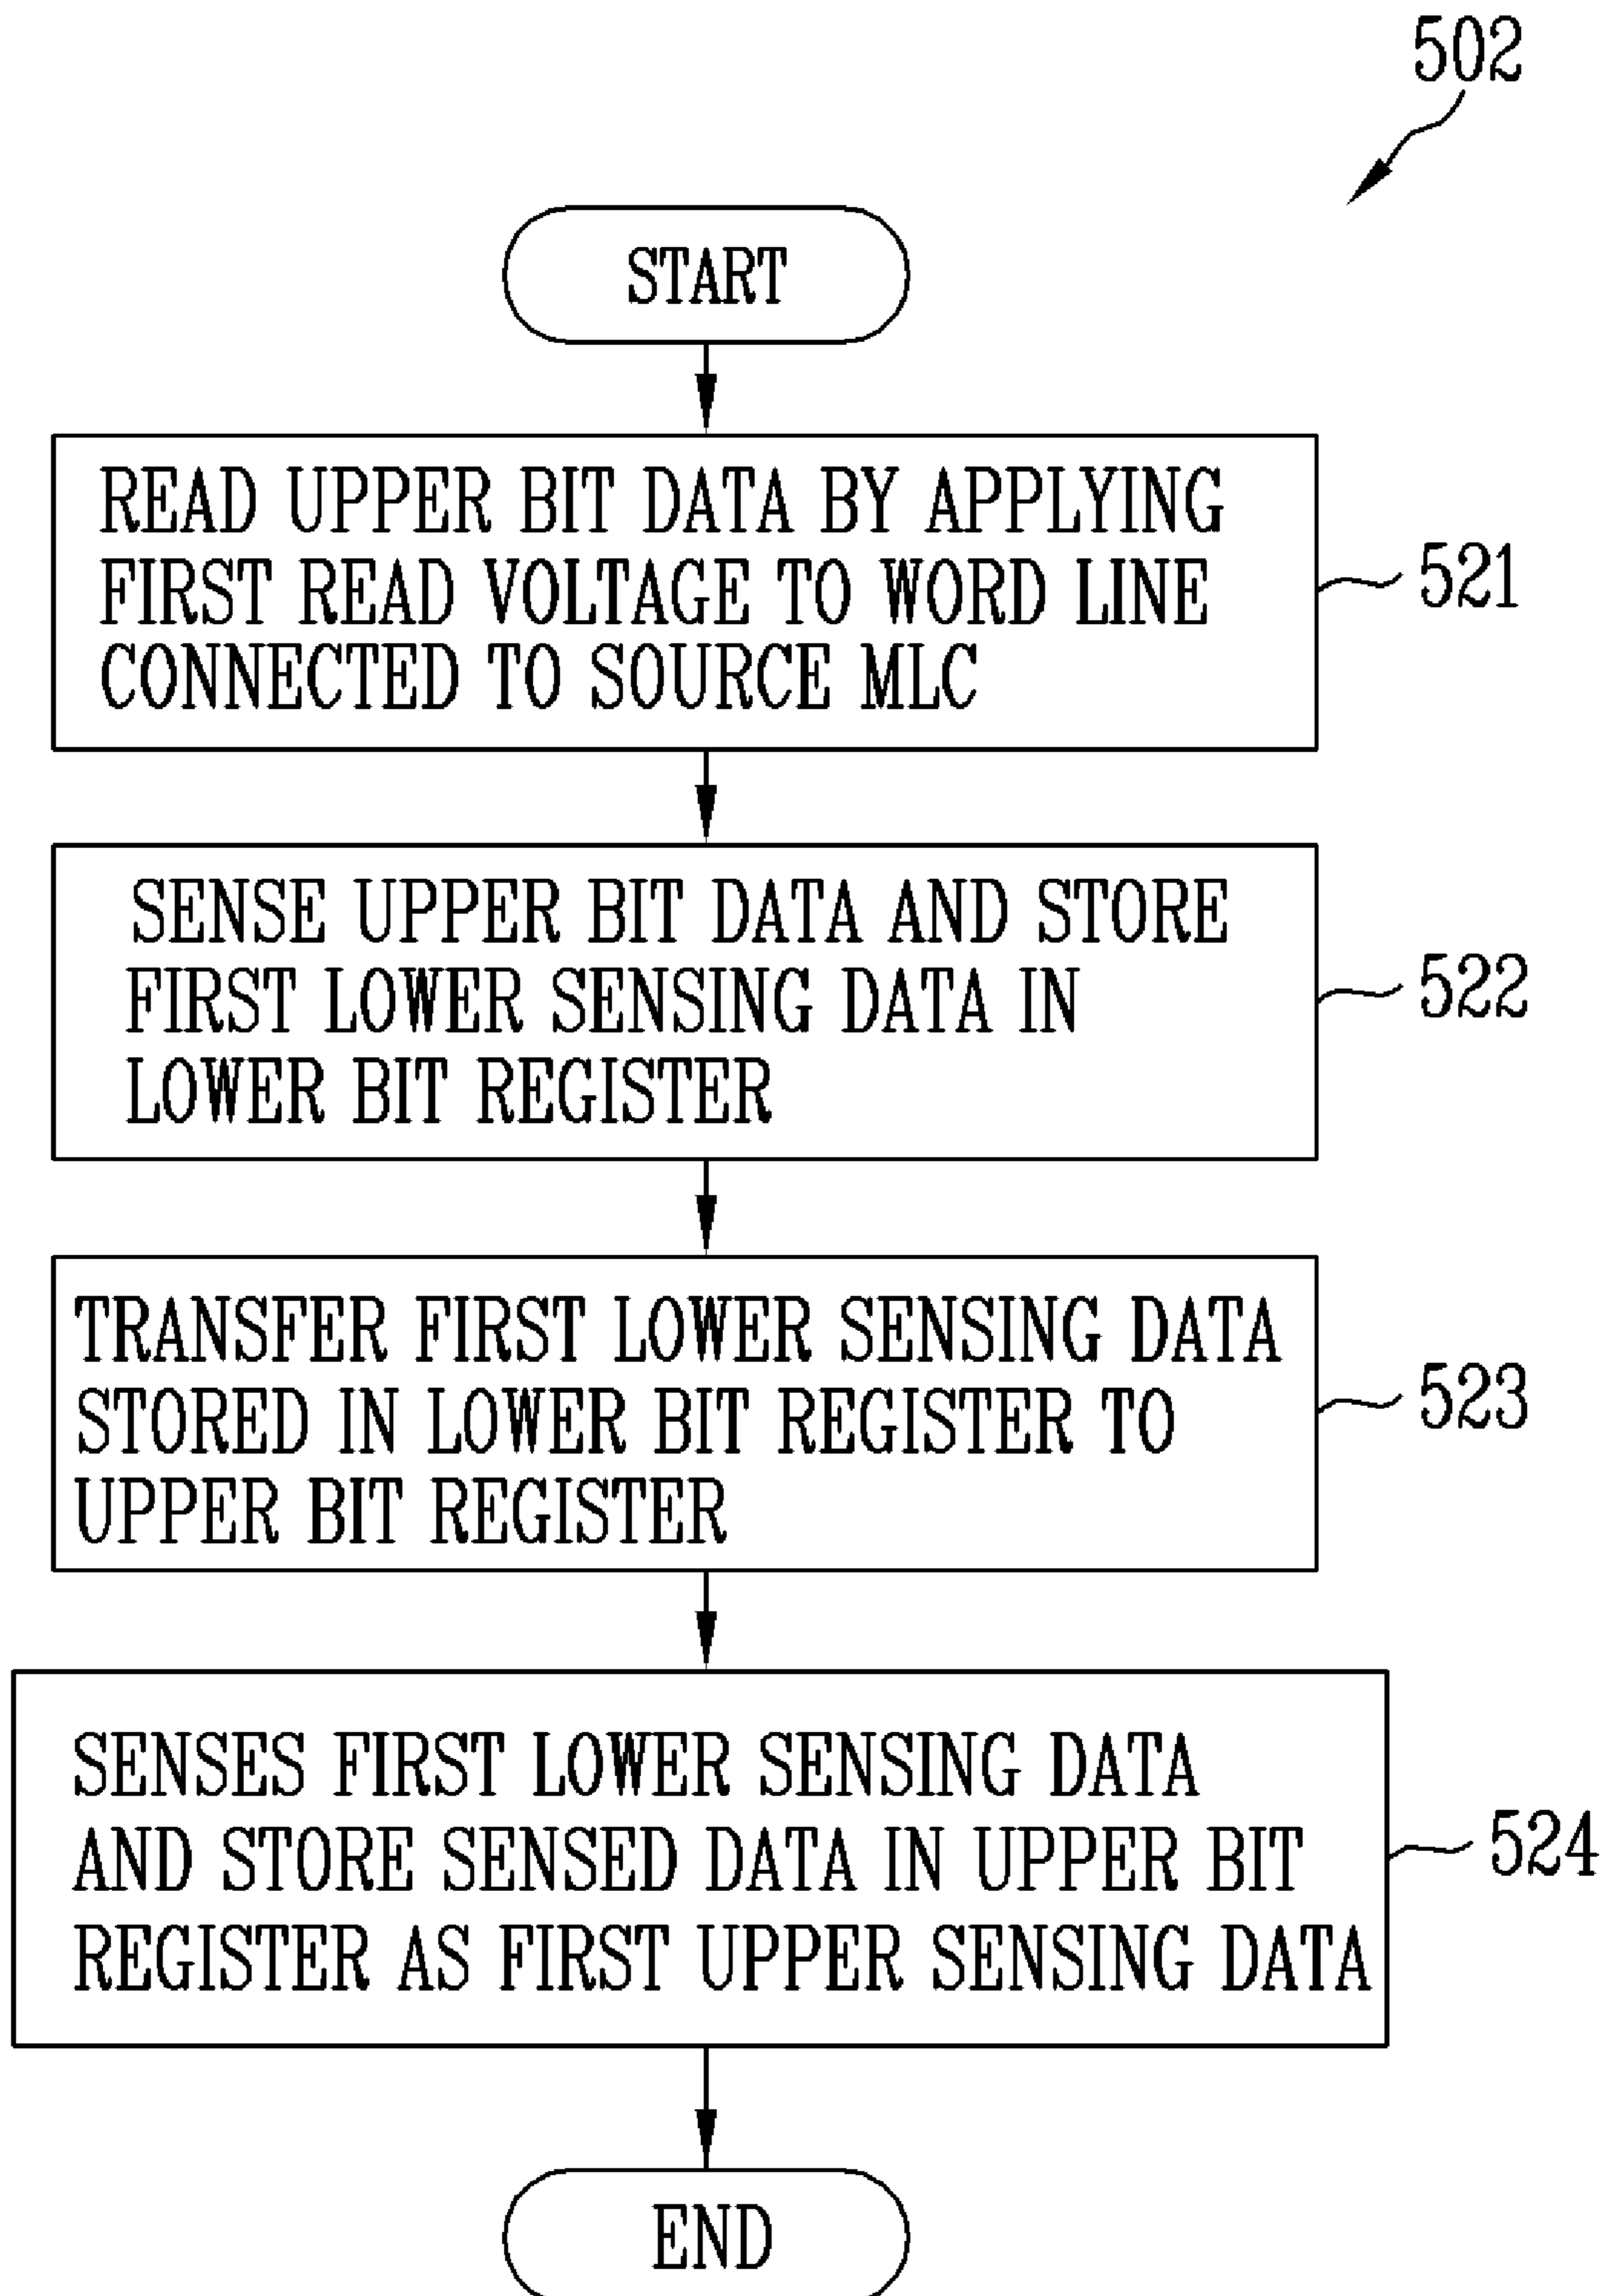 502
START
READ UPPER BIT DATA BY APPLYING
FIRST READ VOLTAGE TO WORD LINE
CONNECTED TO SOURCE MLC
521
SENSE UPPER BIT DATA AND STORE
FIRST LOWER SENSING DATA IN
LOWER BIT REGISTER
522
TRANSFER FIRST LOWER SENSING DATA
STORED IN LOWER BIT REGISTER TO
UPPER BIT REGISTER
523
SENSES FIRST LOWER SENSING DATA
AND STORE SENSED DATA IN UPPER BIT
REGISTER AS FIRST UPPER SENSING DATA
524
END